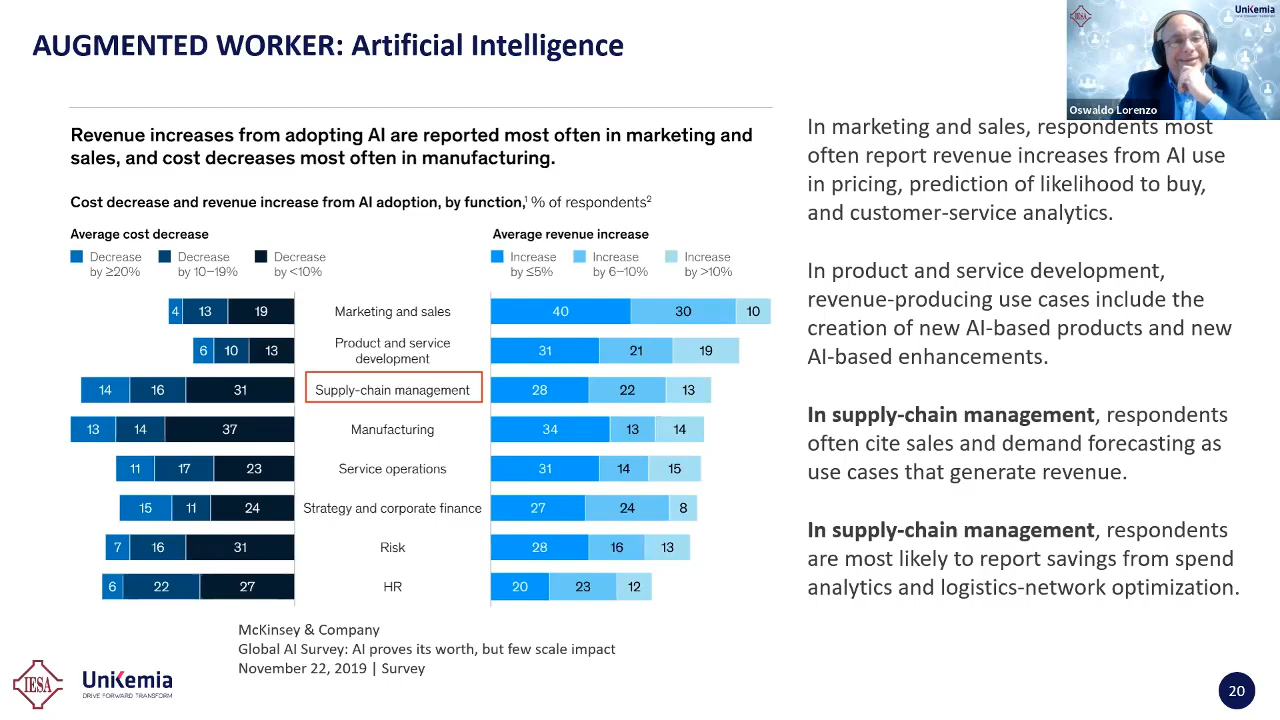 AUGMENTED WORKER: Artificial Intelligence
IESA
UniKemia
DRIVE FORWARD TRANSFORM
Oswaldo Lorenzo
Revenue increases from adopting AI are reported most often in marketing and
sales, and cost decreases most often in manufacturing.
Cost decrease and revenue increase from AI adoption, by function,¹ % of respondents²
Average cost decrease
Decrease by ≥20%
Decrease by 10–19%
Decrease by <10%
Average revenue increase
Increase by ≤5%
Increase by 6–10%
Increase by >10%
4 13 19 Marketing and sales 40 30 10
6 10 13 Product and service development 31 21 19
14 16 31 Supply-chain management 28 22 13
13 14 37 Manufacturing 34 13 14
11 17 23 Service operations 31 14 15
15 11 24 Strategy and corporate finance 27 24 8
7 16 31 Risk 28 16 13
6 22 27 HR 20 23 12
McKinsey & Company
Global AI Survey: AI proves its worth, but few scale impact
November 22, 2019 | Survey
In marketing and sales, respondents most
often report revenue increases from AI use
in pricing, prediction of likelihood to buy,
and customer-service analytics.
In product and service development,
revenue-producing use cases include the
creation of new AI-based products and new
AI-based enhancements.
In supply-chain management, respondents
often cite sales and demand forecasting as
use cases that generate revenue.
In supply-chain management, respondents
are most likely to report savings from spend
analytics and logistics-network optimization.
IESA
UniKemia
DRIVE FORWARD TRANSFORM
20